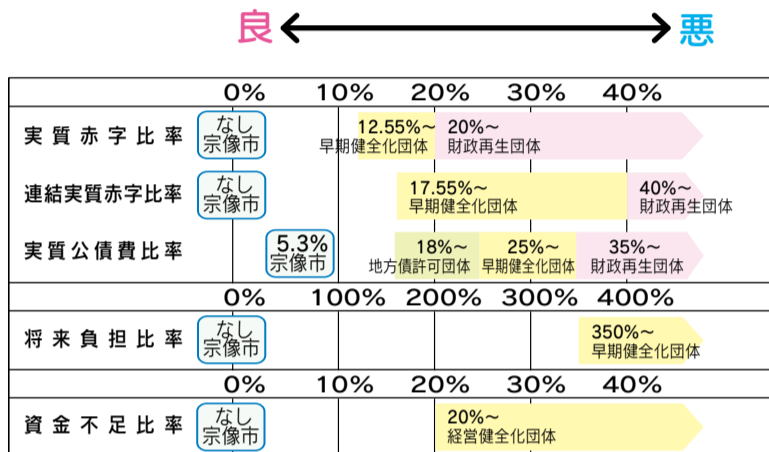 良 悪
0% 10% 20% 30% 40%
実質赤字比率
なし
宗像市
12.55%～
早期健全化団体
20%～
財政再生団体
連結実質赤字比率
なし
宗像市
17.55%～
早期健全化団体
40%～
財政再生団体
実質公債費比率
5.3%
宗像市
18%～
地方債許可団体
25%～
早期健全化団体
35%～
財政再生団体
0% 100% 200% 300% 400%
将来負担比率
なし
宗像市
350%～
早期健全化団体
0% 10% 20% 30% 40%
資金不足比率
なし
宗像市
20%～
経営健全化団体